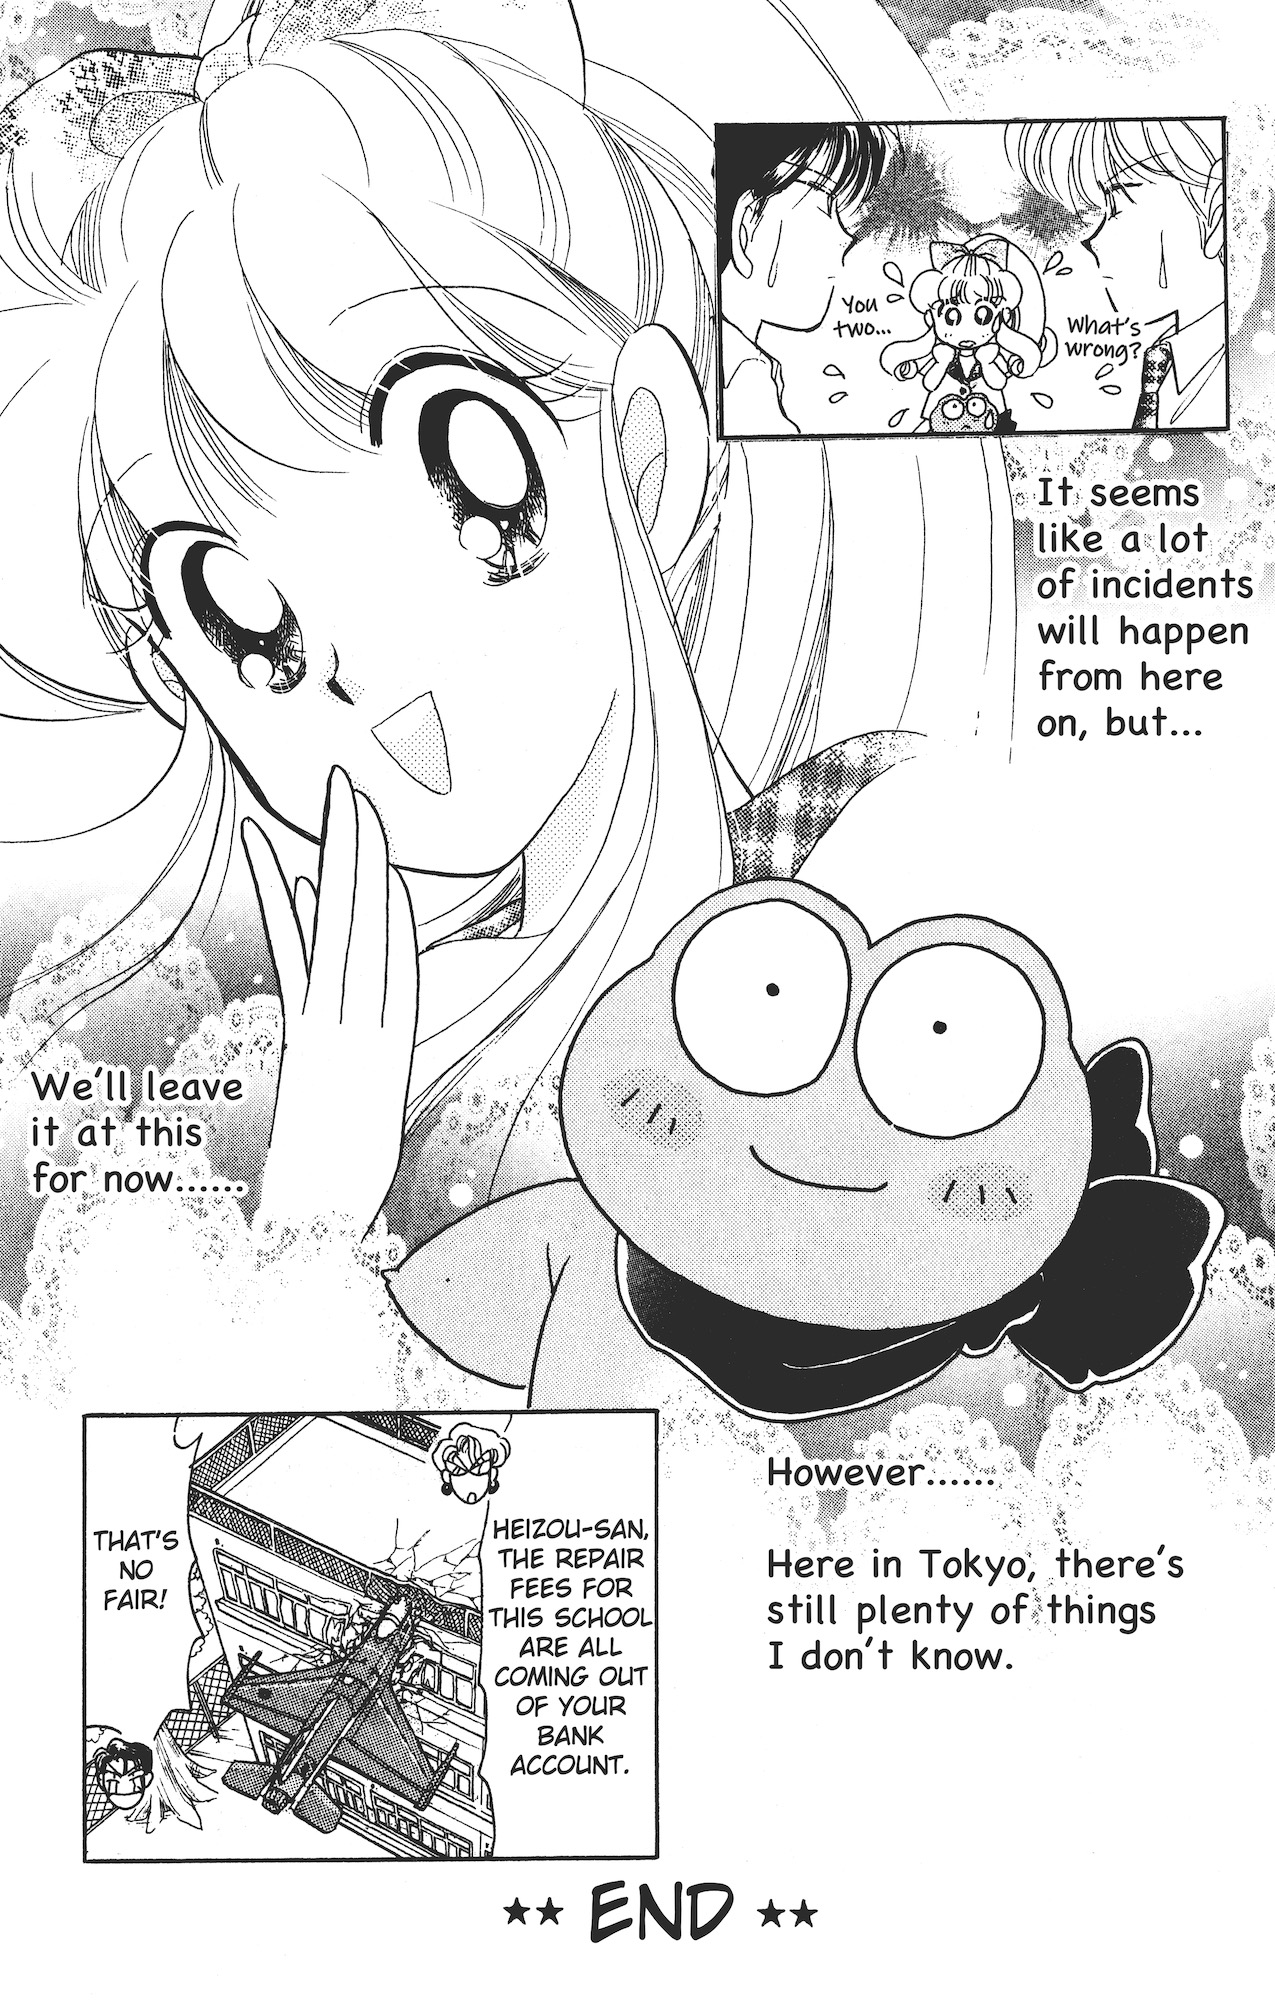 What's
wrong?
You
two...
It seems
like a lot
of incidents
will happen
from here
on, but...
We'll leave
it at this
for now......
However......
Here in Tokyo, there's
still plenty of things
I don't know.
HEIZOU-SAN,
THE REPAIR
FEES FOR
THIS SCHOOL
ARE ALL
COMING OUT
OF YOUR
BANK
ACCOUNT.
THAT'S
NO
FAIR!
★★ END ★★